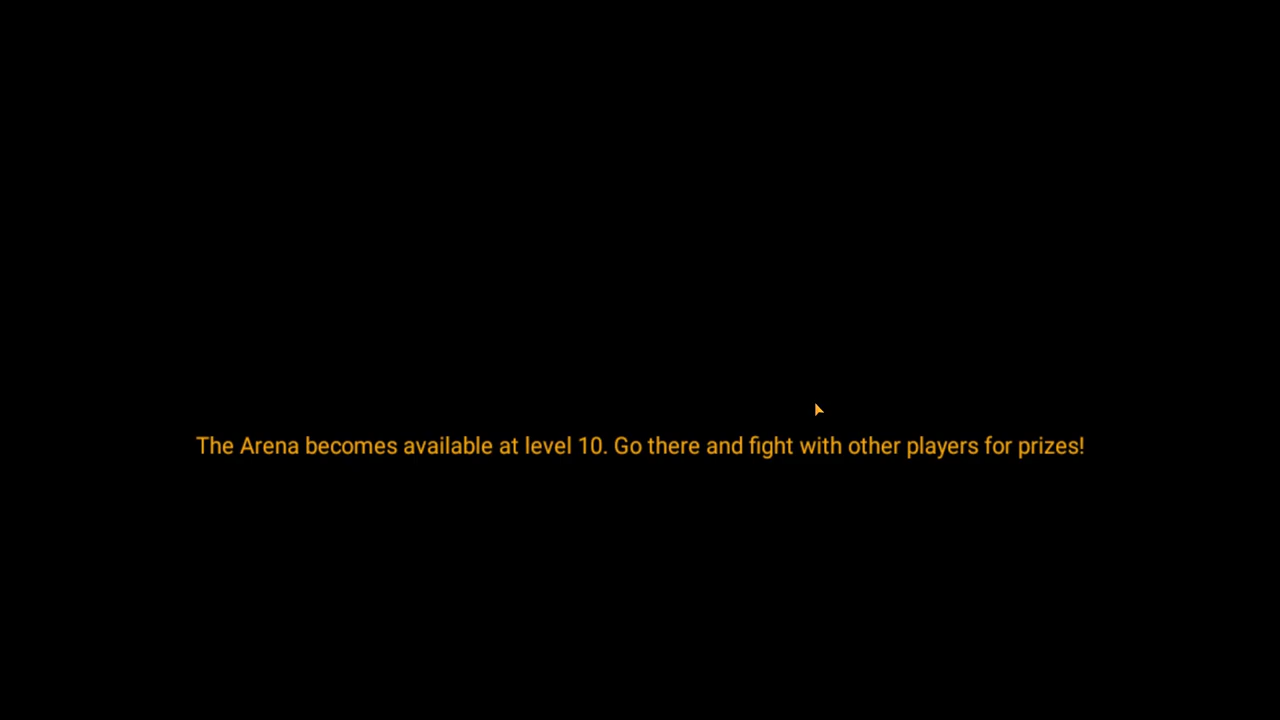 The Arena becomes available at level 10. Go there and fight with other players for prizes!